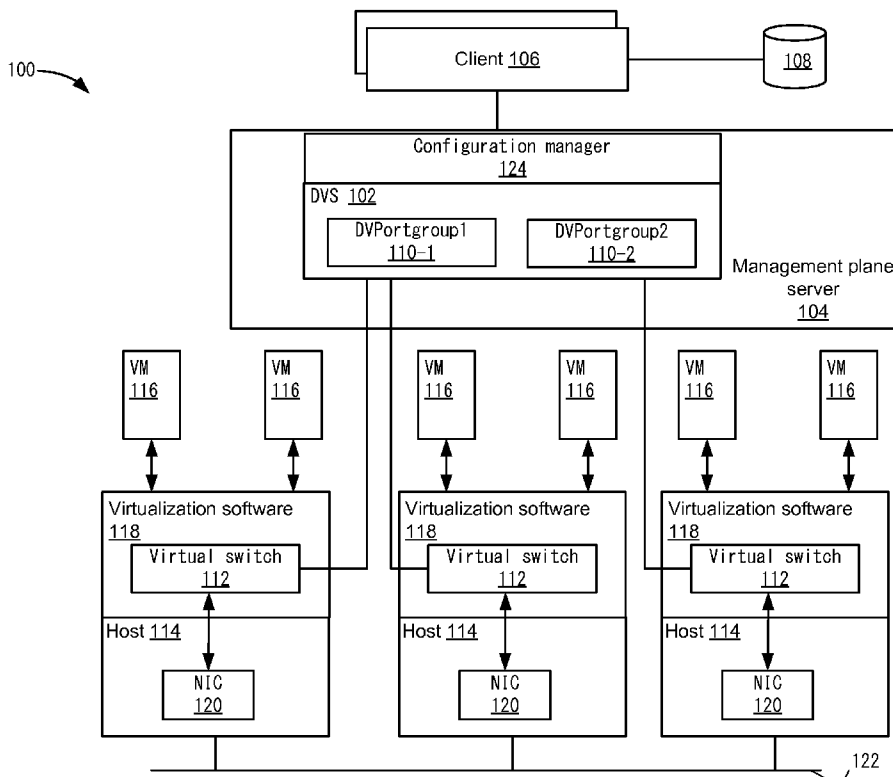 100
Client 106
108
Configuration manager
124
DVS 102
DVPortgroup1
110-1
DVPortgroup2
110-2
Management plane
server
104
VM
116
VM
116
VM
116
VM
116
VM
116
VM
116
Virtualization software
118
Virtual switch
112
Host 114
NIC
120
Virtualization software
118
Virtual switch
112
Host 114
NIC
120
Virtualization software
118
Virtual switch
112
Host 114
NIC
120
122